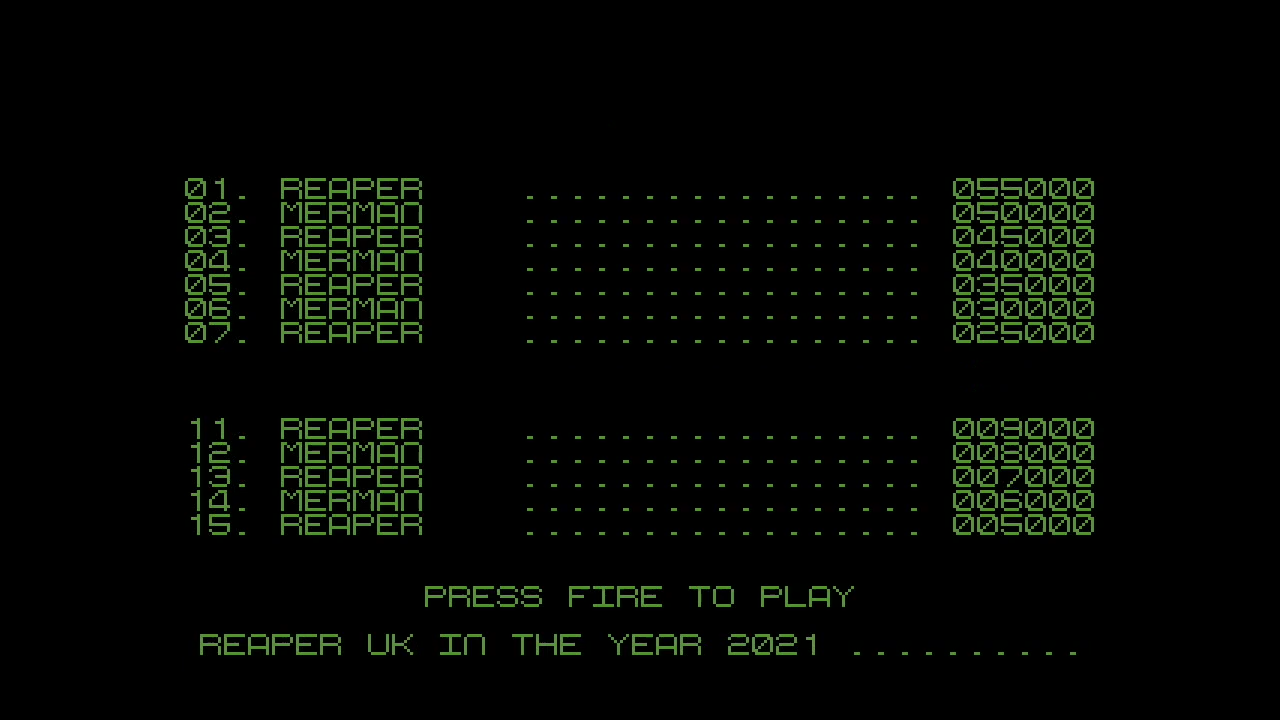 01. REAPER ................. 055000
02. MERMAN ................. 050000
03. REAPER ................. 045000
04. MERMAN ................. 040000
05. REAPER ................. 035000
06. MERMAN ................. 030000
07. REAPER ................. 025000
11. REAPER ................. 009000
12. MERMAN ................. 008000
13. REAPER ................. 007000
14. MERMAN ................. 006000
15. REAPER ................. 005000
PRESS FIRE TO PLAY
REAPER UK IN THE YEAR 2021 ..........